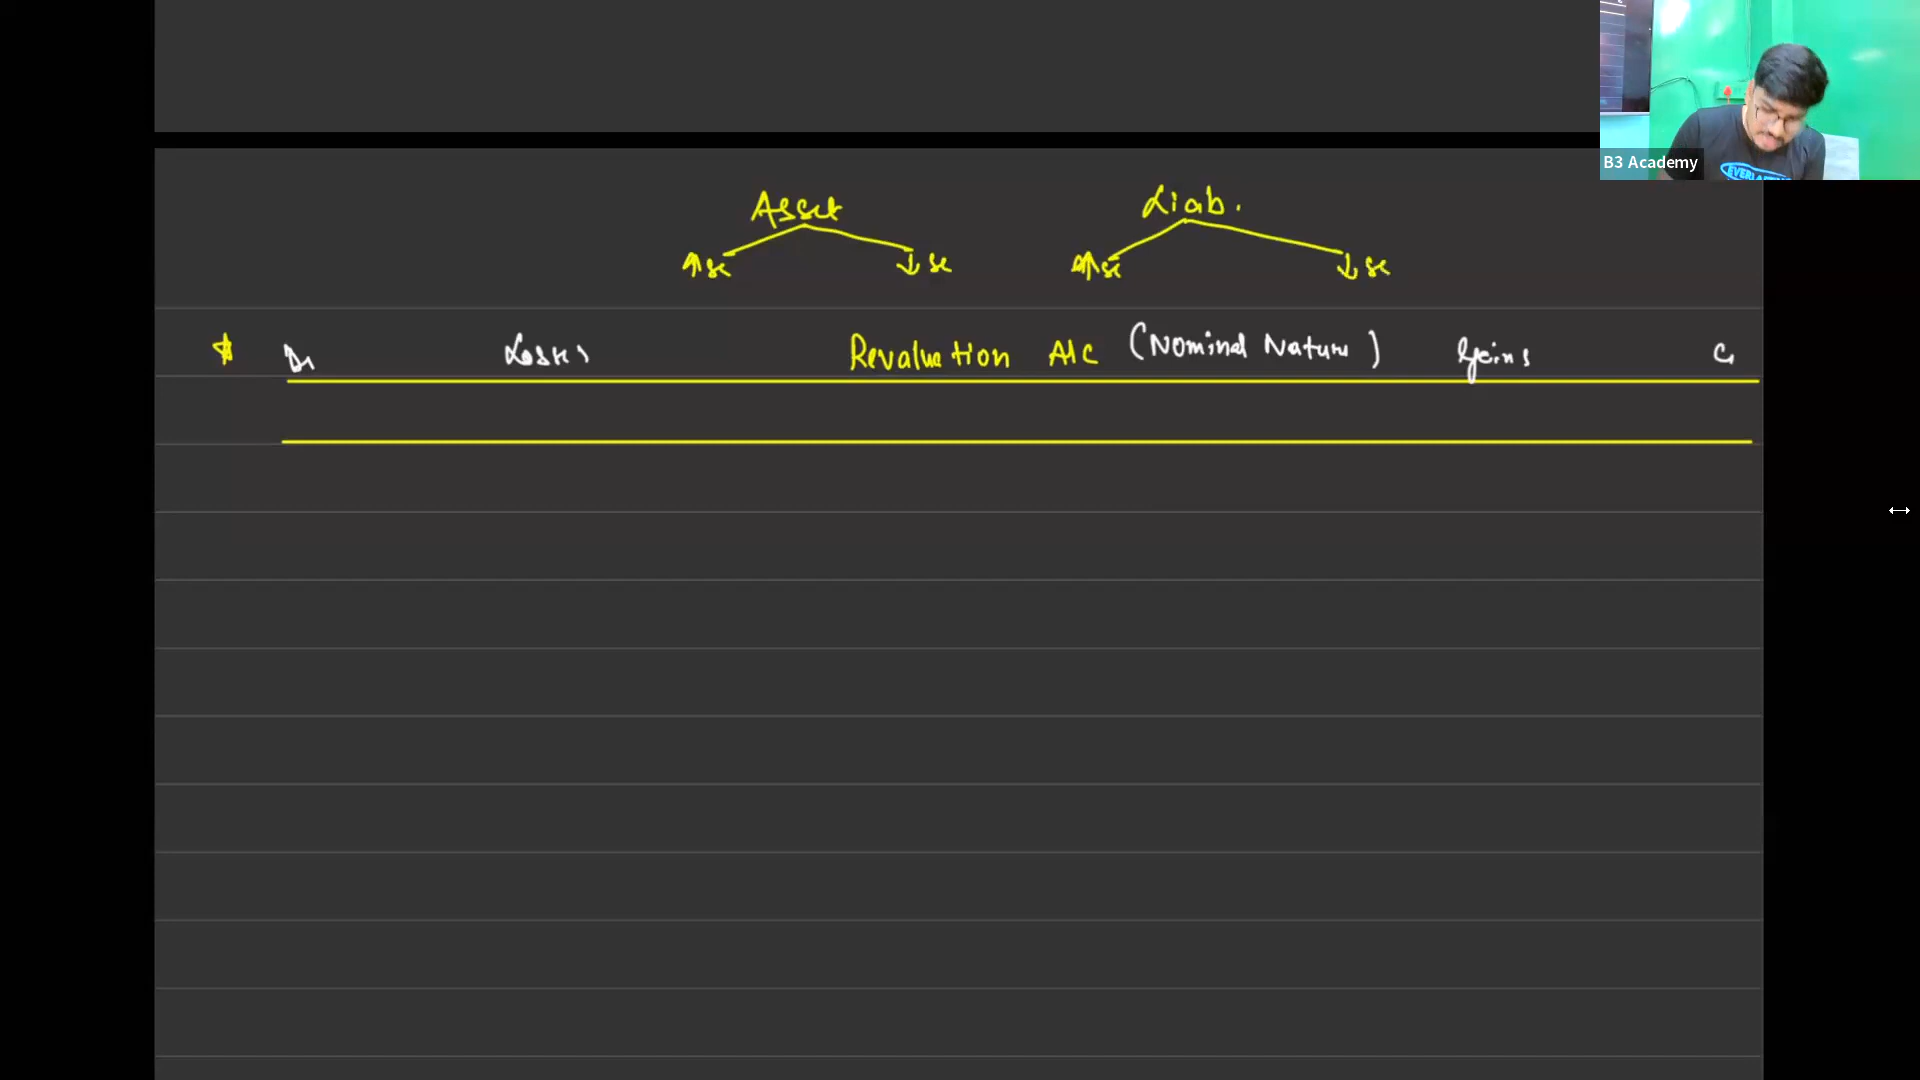 B3 Academy
Asset Liab.
↑se ↓se ↑se ↓se
Dr Losses Revaluation A/C (Nominal Nature) Gains Cr